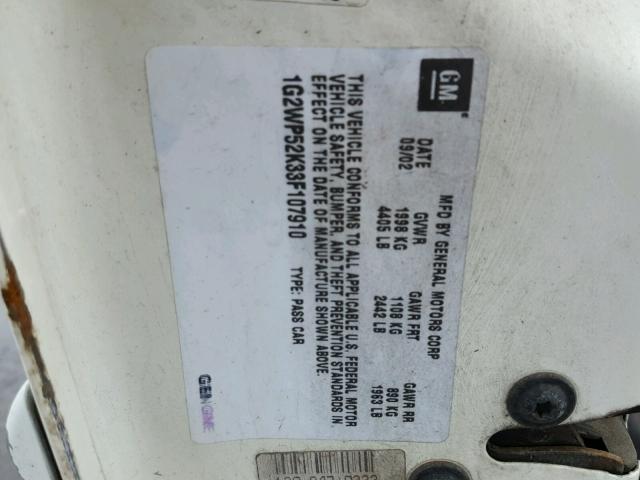 GM
MFD BY GENERAL MOTORS CORP
DATE GVWR GAWR FRT GAWR RR
09/02 1998 KG 1108 KG 890 KG
4405 LB 2442 LB 1963 LB
THIS VEHICLE CONFORMS TO ALL APPLICABLE U.S. FEDERAL MOTOR
VEHICLE SAFETY, BUMPER, AND THEFT PREVENTION STANDARDS IN
EFFECT ON THE DATE OF MANUFACTURE SHOWN ABOVE.
1G2WP52K33F107910 TYPE: PASS CAR